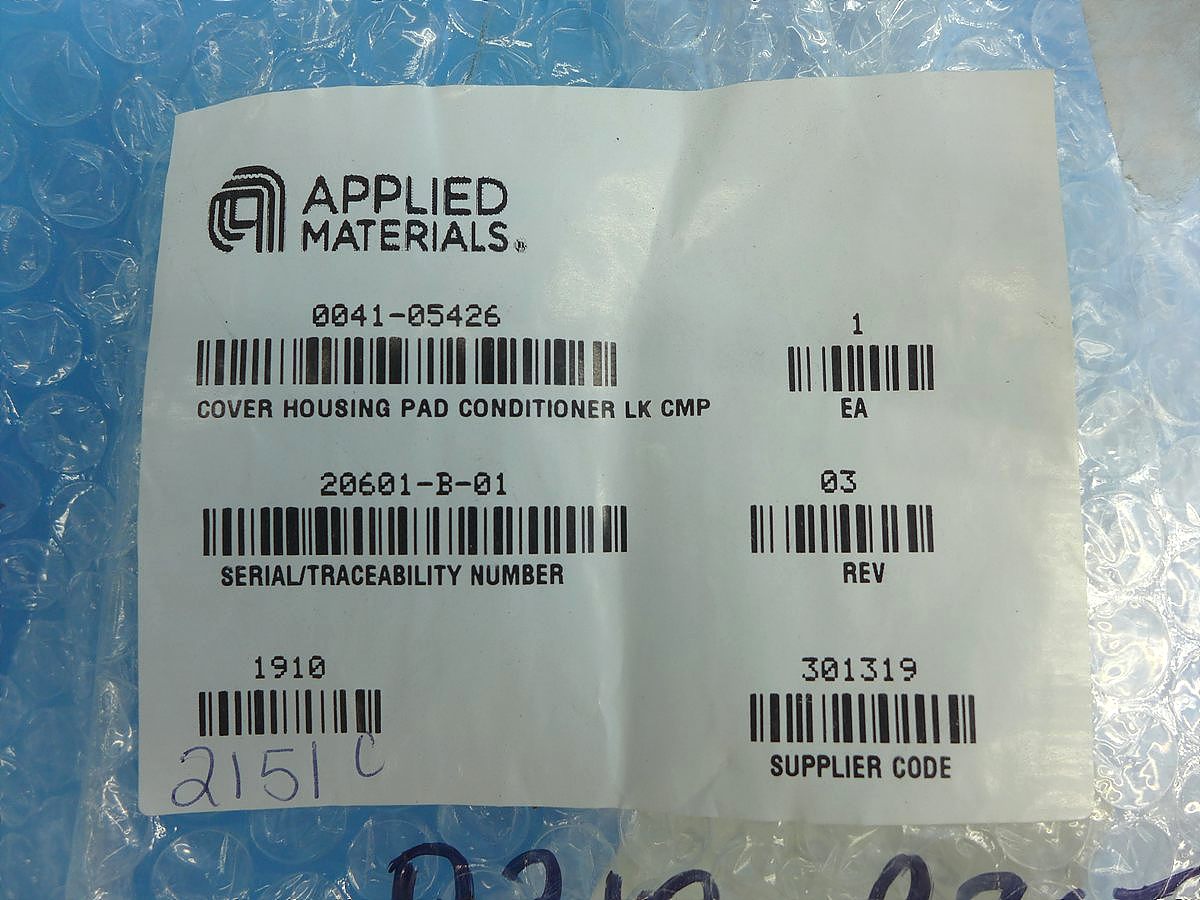 APPLIED
MATERIALS®
0041-05426
1
COVER HOUSING PAD CONDITIONER LK CMP
EA
20601-B-01
03
SERIAL/TRACEABILITY NUMBER
REV
1910
301319
2151 C
SUPPLIER CODE